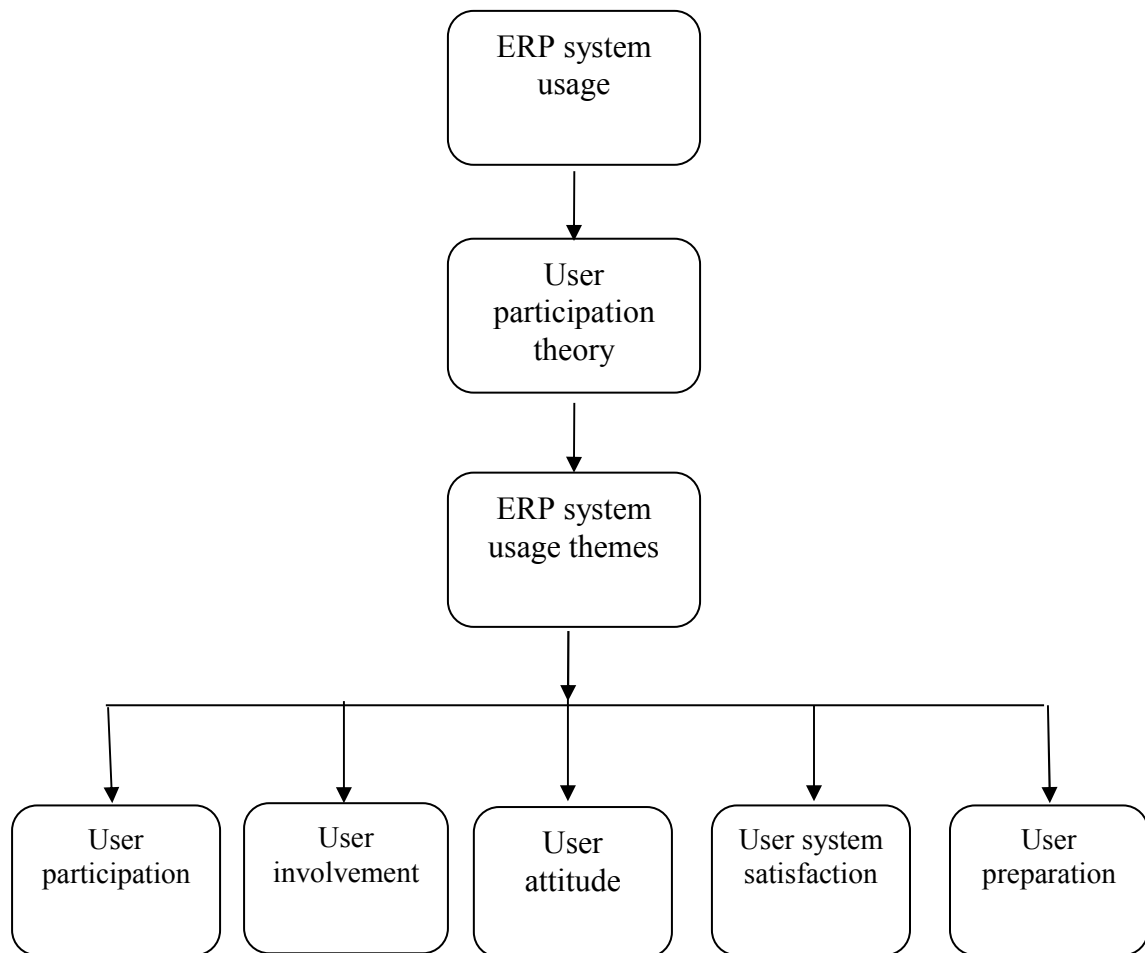 ERP system
usage
User
participation
theory
ERP system
usage themes
User
participation
User
involvement
User
attitude
User system
satisfaction
User
preparation